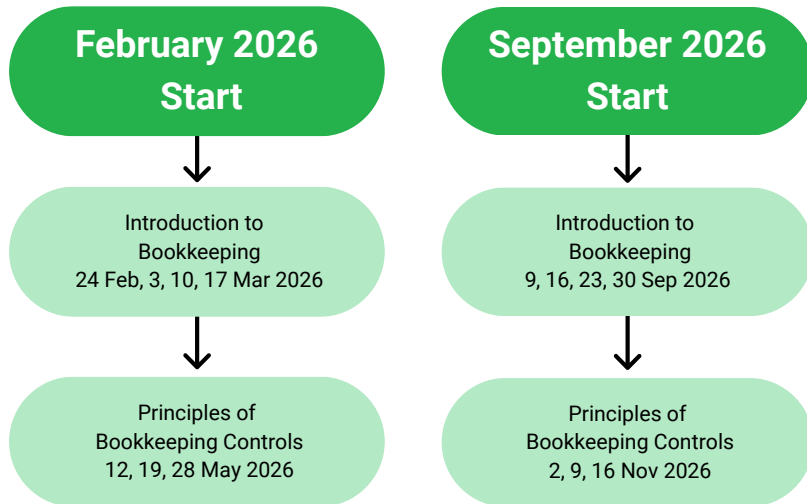 February 2026
Start
Introduction to
Bookkeeping
24 Feb, 3, 10, 17 Mar 2026
Principles of
Bookkeeping Controls
12, 19, 28 May 2026
September 2026
Start
Introduction to
Bookkeeping
9, 16, 23, 30 Sep 2026
Principles of
Bookkeeping Controls
2, 9, 16 Nov 2026